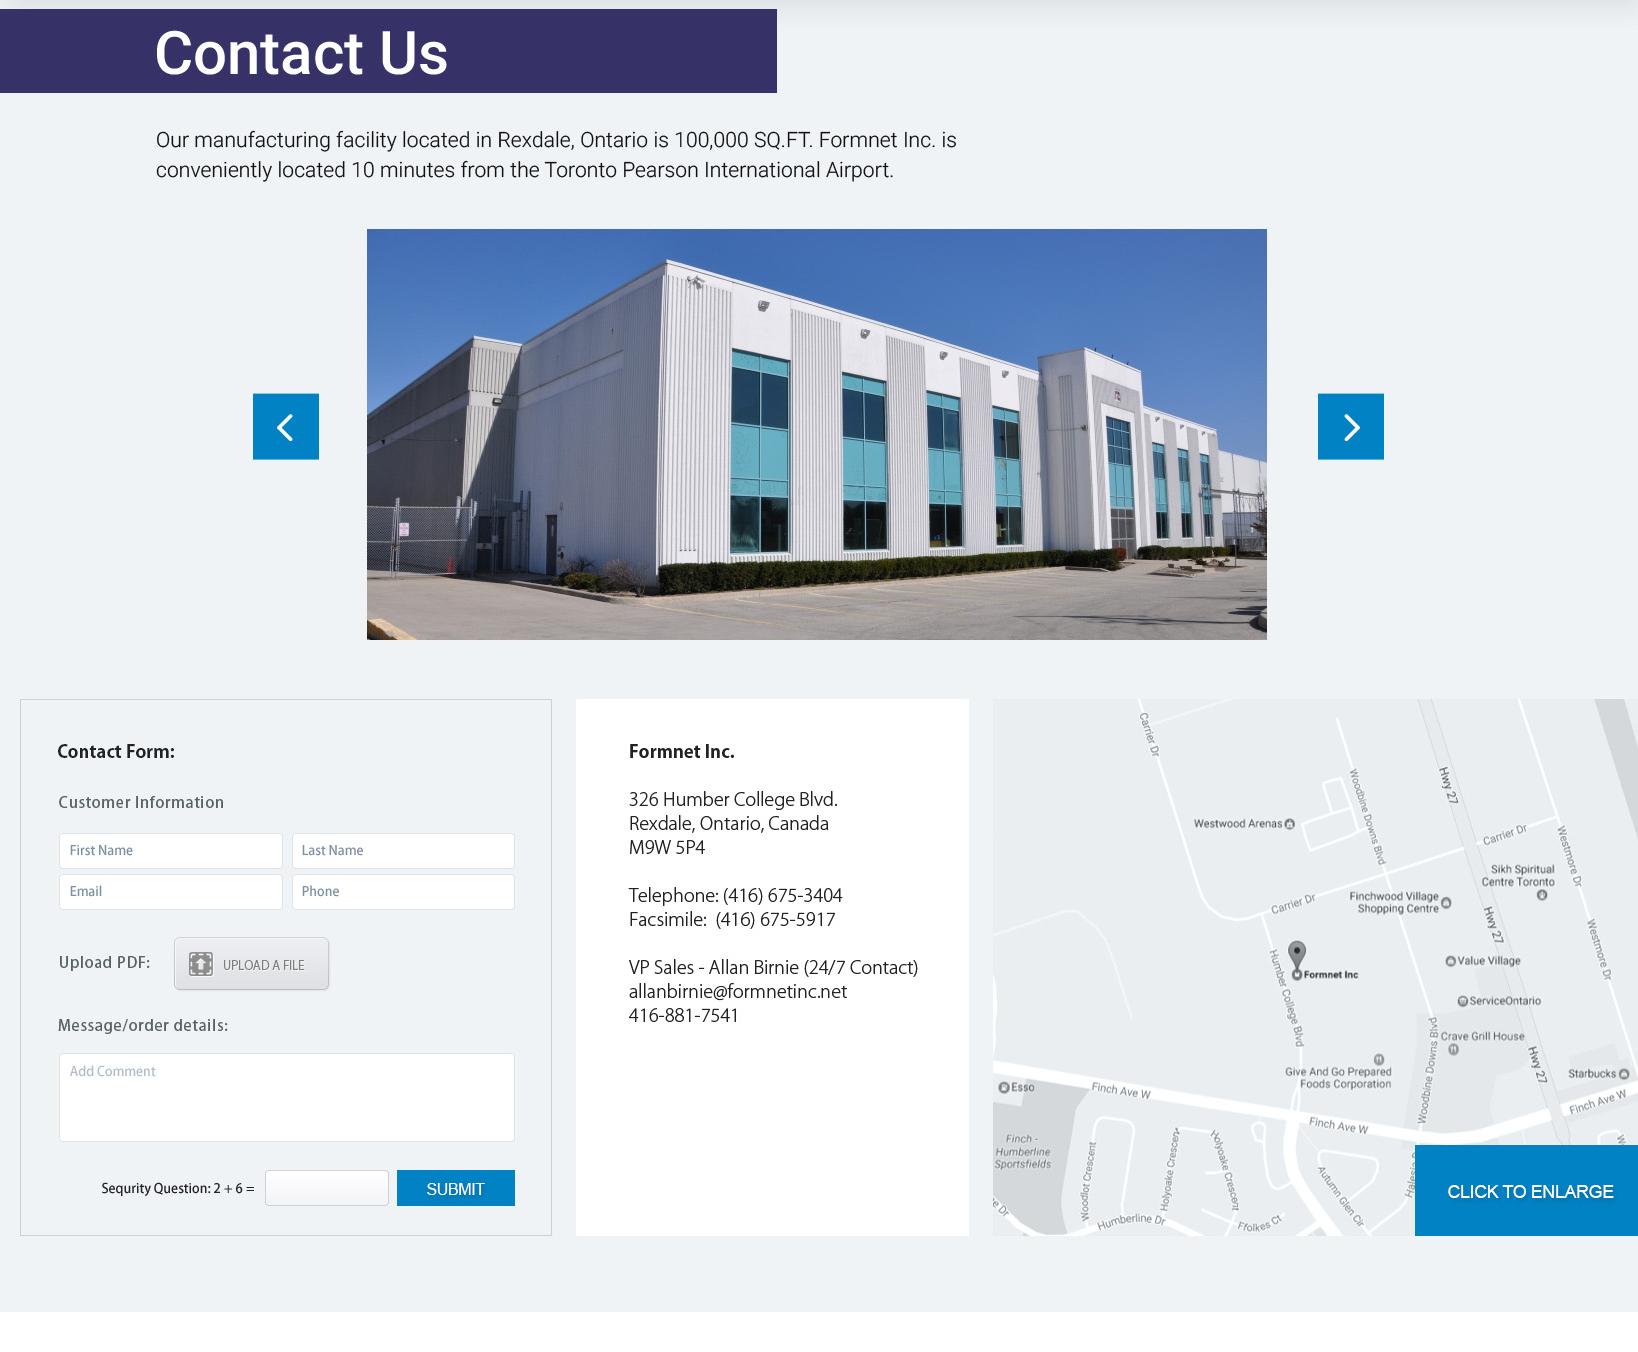 Contact Us
Our manufacturing facility located in Rexdale, Ontario is 100,000 SQ.FT. Formnet Inc. is
conveniently located 10 minutes from the Toronto Pearson International Airport.
Contact Form:
Customer Information
First Name
Last Name
Email
Phone
Upload PDF:
UPLOAD A FILE
Message/order details:
Add Comment
Sequrity Question: 2 + 6 =
SUBMIT
Formnet Inc.
326 Humber College Blvd.
Rexdale, Ontario, Canada
M9W 5P4
Telephone: (416) 675-3404
Facsimile:  (416) 675-5917
VP Sales - Allan Birnie (24/7 Contact)
allanbirnie@formnetinc.net
416-881-7541
Carrier Dr
Woodbine Downs Blvd
Hwy 27
Westwood Arenas
Carrier Dr
Westmore Dr
Sikh Spiritual
Centre Toronto
Finchwood Village
Shopping Centre
Carrier Dr
Hwy 27
Westmore Dr
Humber College Blvd
Formnet Inc
Value Village
ServiceOntario
Crave Grill House
Woodbine Downs Blvd
Hwy 27
Give And Go Prepared
Foods Corporation
Starbucks
Esso
Finch Ave W
Finch Ave W
Finch Ave W
Finch -
Humberline
Sportsfields
Woodlot Crescent
Holyoake Crescent
Holyoake Crescent
Autumn Glen Cir
Humberline Dr
Ffolkes Ct
CLICK TO ENLARGE